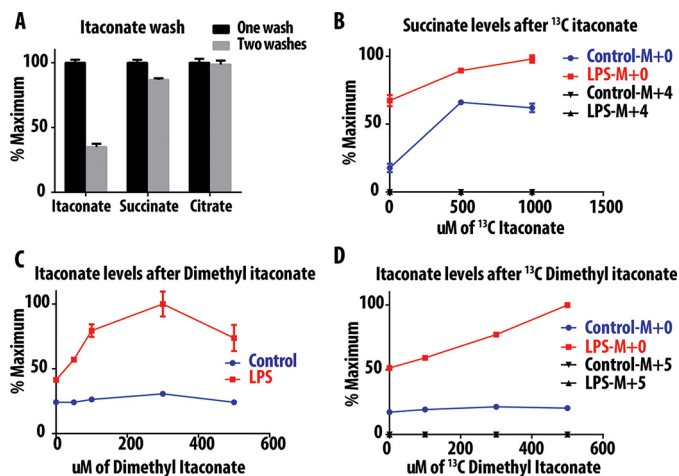 A
Itaconate wash
One wash
Two washes
% Maximum
100
50
0
Itaconate Succinate Citrate
B
Succinate levels after ¹³C itaconate
Control-M+0
LPS-M+0
Control-M+4
LPS-M+4
% Maximum
100
50
0
0 500 1000 1500
uM of ¹³C Itaconate
C
Itaconate levels after Dimethyl itaconate
Control
LPS
% Maximum
100
50
0
0 200 400 600
uM of Dimethyl Itaconate
D
Itaconate levels after ¹³C Dimethyl itaconate
Control-M+0
LPS-M+0
Control-M+5
LPS-M+5
% Maximum
100
50
0
0 200 400 600
uM of ¹³C Dimethyl Itaconate